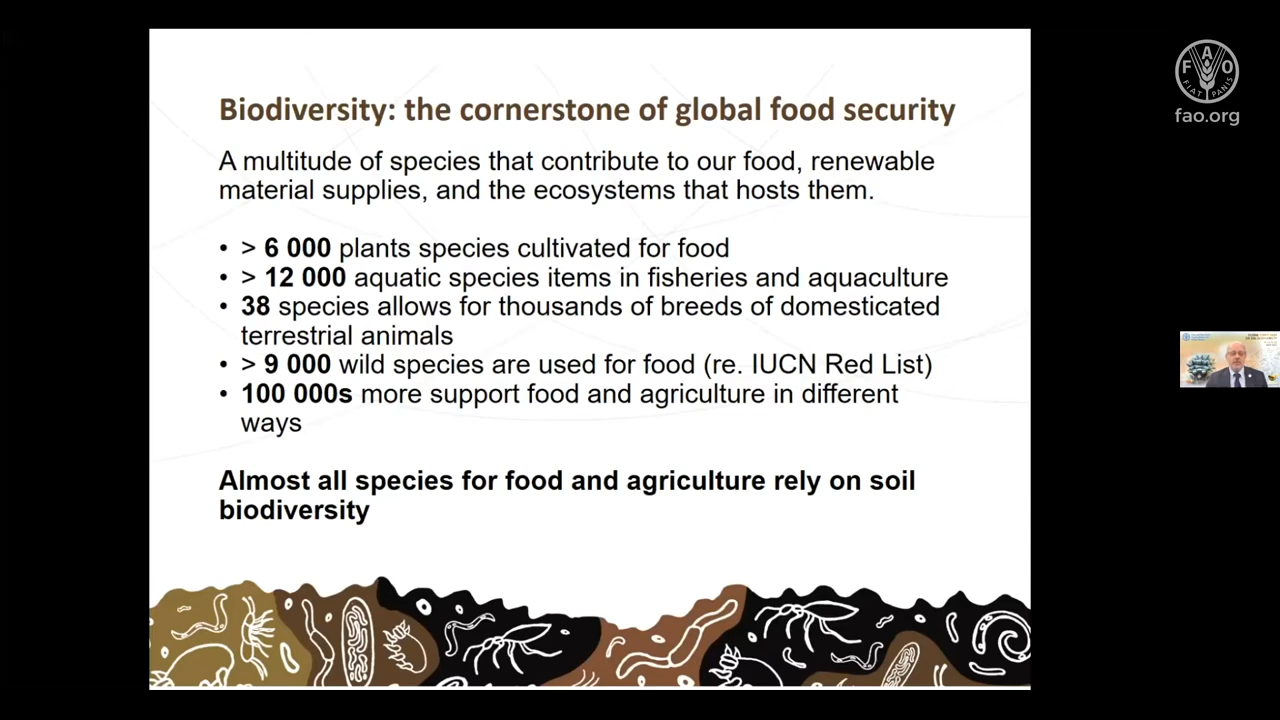 Biodiversity: the cornerstone of global food security
A multitude of species that contribute to our food, renewable
material supplies, and the ecosystems that hosts them.
• > 6 000 plants species cultivated for food
• > 12 000 aquatic species items in fisheries and aquaculture
• 38 species allows for thousands of breeds of domesticated
terrestrial animals
• > 9 000 wild species are used for food (re. IUCN Red List)
• 100 000s more support food and agriculture in different
ways
Almost all species for food and agriculture rely on soil
biodiversity
F A O
FIAT PANIS
fao.org